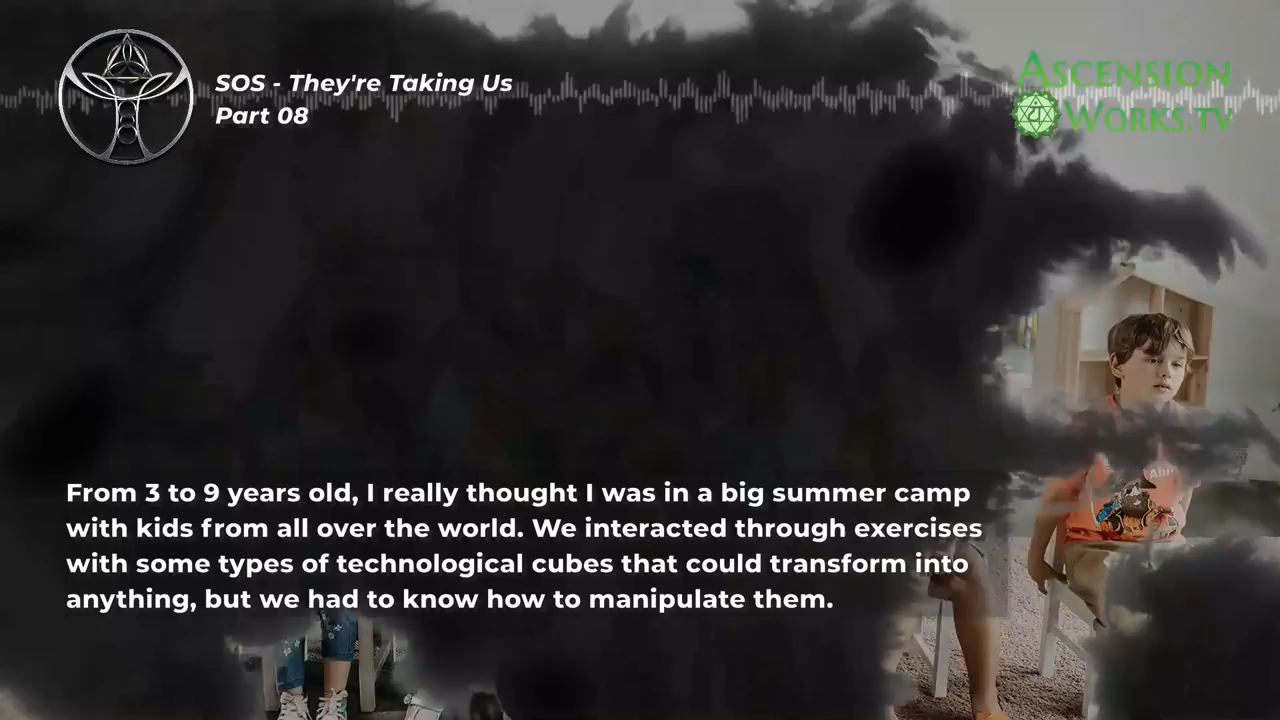 SOS - They're Taking Us
Part 08
ASCENSION
WORKS.TV
From 3 to 9 years old, I really thought I was in a big summer camp
with kids from all over the world. We interacted through exercises
with some types of technological cubes that could transform into
anything, but we had to know how to manipulate them.